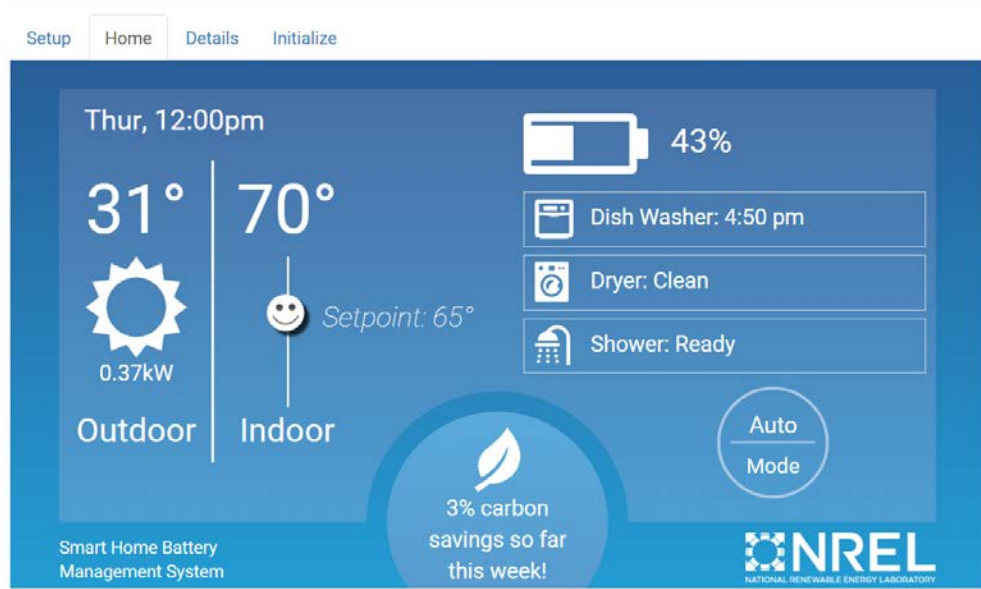 Setup Home Details Initialize
Thur, 12:00pm
31° 70°
Setpoint: 65°
0.37kW
Outdoor Indoor
43%
Dish Washer: 4:50 pm
Dryer: Clean
Shower: Ready
Auto
Mode
3% carbon
savings so far
this week!
Smart Home Battery
Management System
NREL
NATIONAL RENEWABLE ENERGY LABORATORY